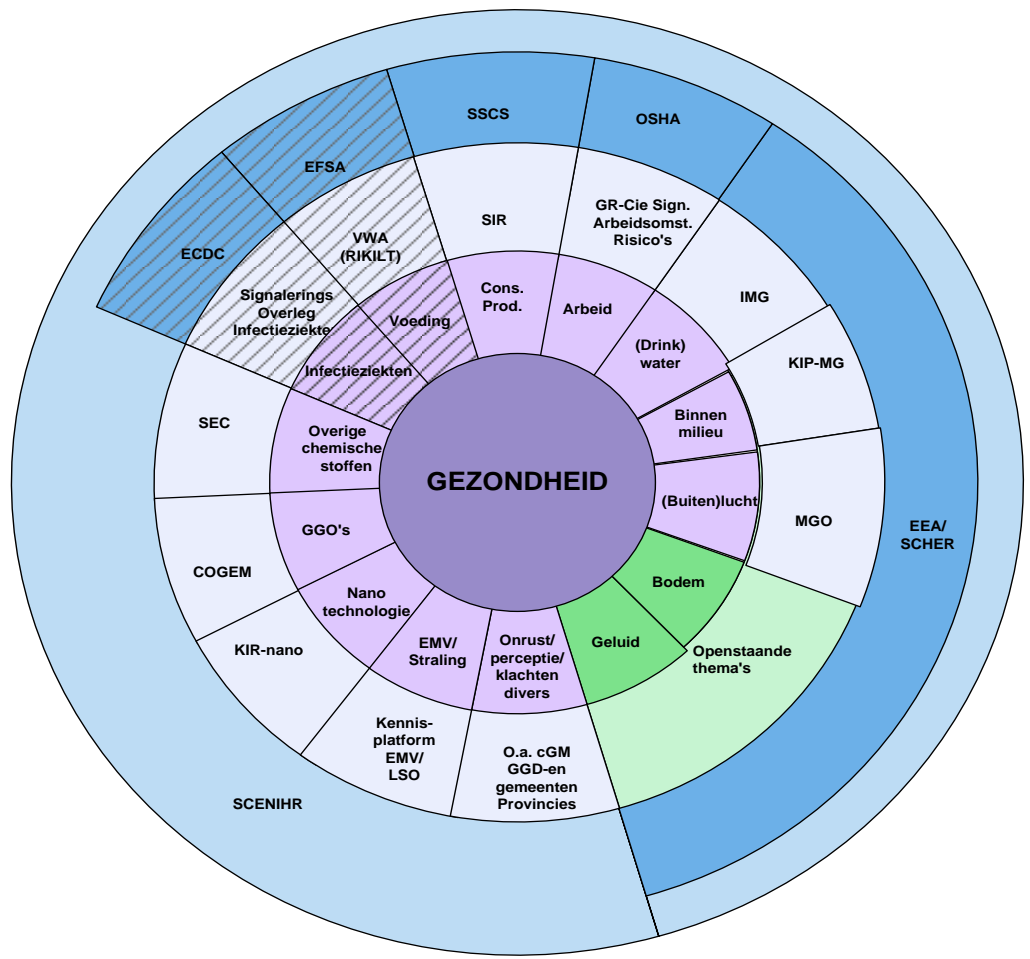 SSCS
OSHA
EFSA
ECDC
EEA/
SCHER
SCENIHR
SIR
GR-Cie Sign.
Arbeidsomst.
Risico's
IMG
KIP-MG
MGO
Openstaande
thema's
O.a. cGM
GGD-en
gemeenten
Provincies
Kennis-
platform
EMV/
LSO
KIR-nano
COGEM
SEC
Signalerings
Overleg
Infectieziekte
VWA
(RIKILT)
Cons.
Prod.
Arbeid
(Drink)
water
Binnen
milieu
(Buiten)lucht
Bodem
Geluid
Onrust/
perceptie/
klachten
divers
EMV/
Straling
Nano
technologie
GGO's
Overige
chemische
stoffen
Infectieziekten
Voeding
GEZONDHEID